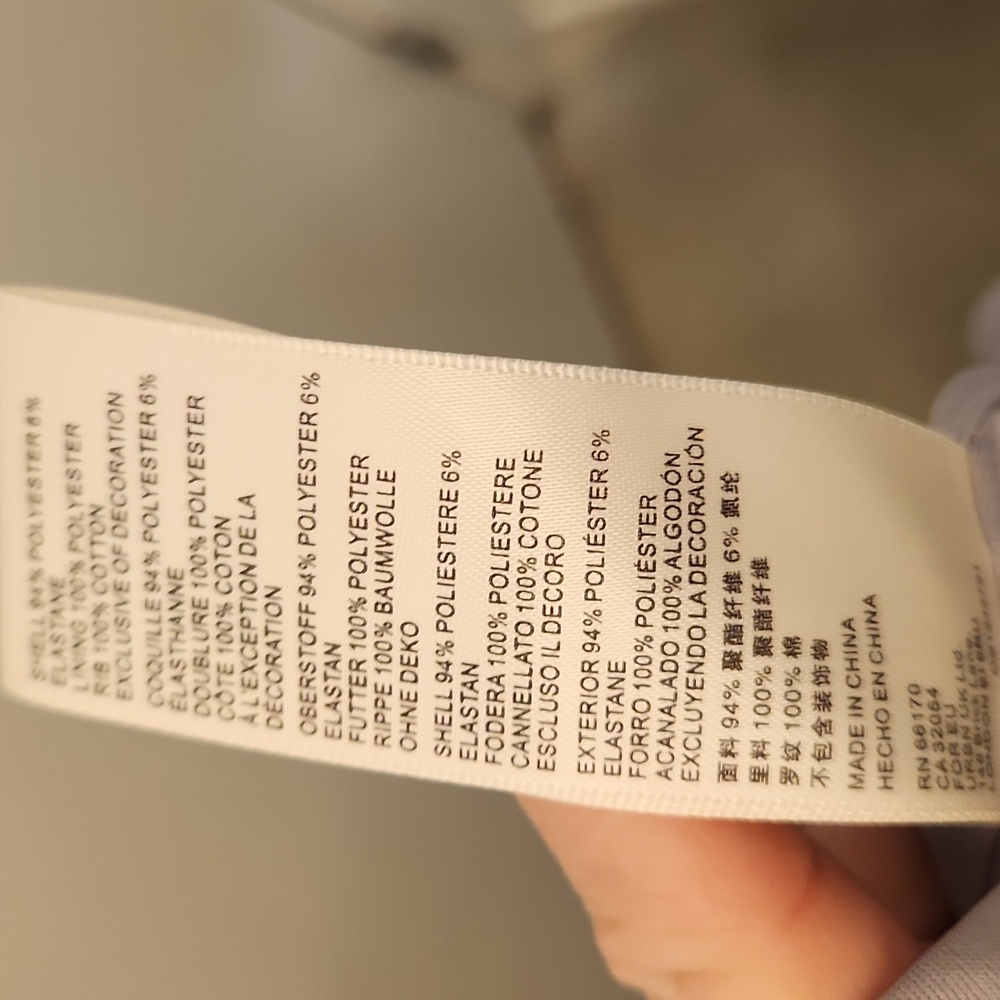 SHELL 94% POLYESTER 6%
ELASTANE
LINING 100% POLYESTER
RIB 100% COTTON
EXCLUSIVE OF DECORATION
COQUILLE 94% POLYESTER 6%
ÉLASTHANNE
DOUBLURE 100% POLYESTER
CÔTE 100% COTON
À L'EXCEPTION DE LA
DÉCORATION
OBERSTOFF 94% POLYESTER 6%
ELASTAN
FUTTER 100% POLYESTER
RIPPE 100% BAUMWOLLE
OHNE DEKO
SHELL 94% POLIESTERE 6%
ELASTAN
FODERA 100% POLIESTERE
CANNELLATO 100% COTONE
ESCLUSO IL DECORO
EXTERIOR 94% POLIÉSTER 6%
ELASTANE
FORRO 100% POLIÉSTER
ACANALADO 100% ALGODÓN
EXCLUYENDO LA DECORACIÓN
面料 94% 聚酯纤维 6% 氨纶
里料 100% 聚酯纤维
罗纹 100% 棉
不包含装饰物
MADE IN CHINA
HECHO EN CHINA
RN 66170
CA 32064
FOR EU
URBN UK Ltd